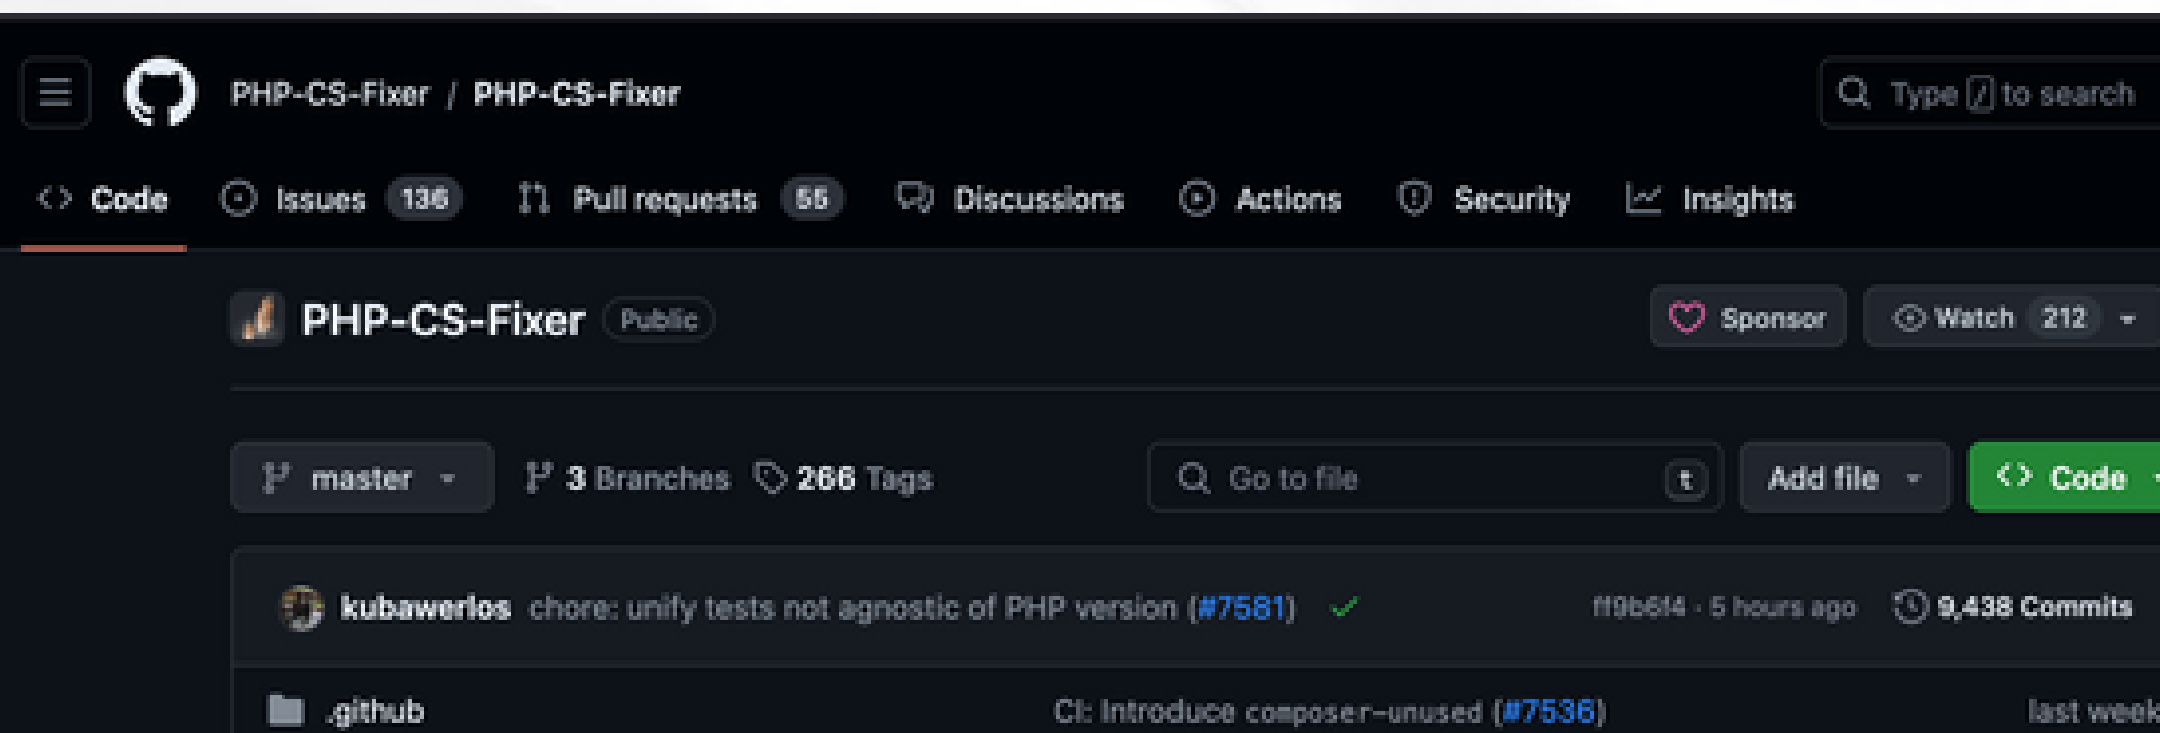 PHP-CS-Fixer / PHP-CS-Fixer Type / to search
Code Issues 136 Pull requests 55 Discussions Actions Security Insights
PHP-CS-Fixer Public Sponsor Watch 212
master 3 Branches 266 Tags Go to file t Add file Code
kubawerlos chore: unify tests not agnostic of PHP version (#7581) ff9b6f4 · 5 hours ago 9,438 Commits
.github CI: Introduce composer-unused (#7536) last week